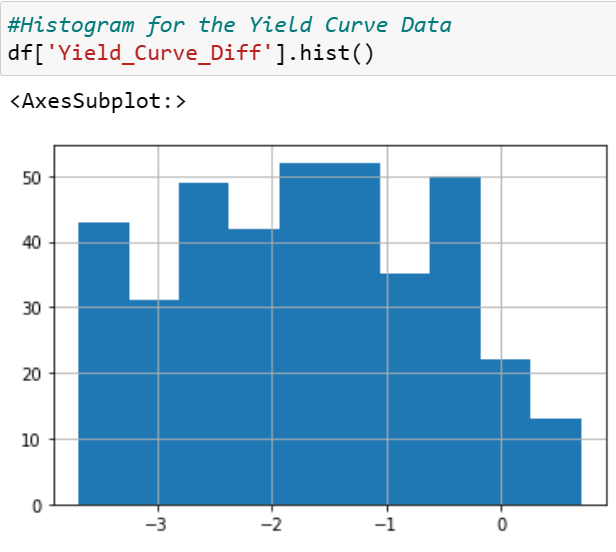 #Histogram for the Yield Curve Data
df['Yield_Curve_Diff'].hist()
<AxesSubplot:>
50
40
30
20
10
0
−3 −2 −1 0